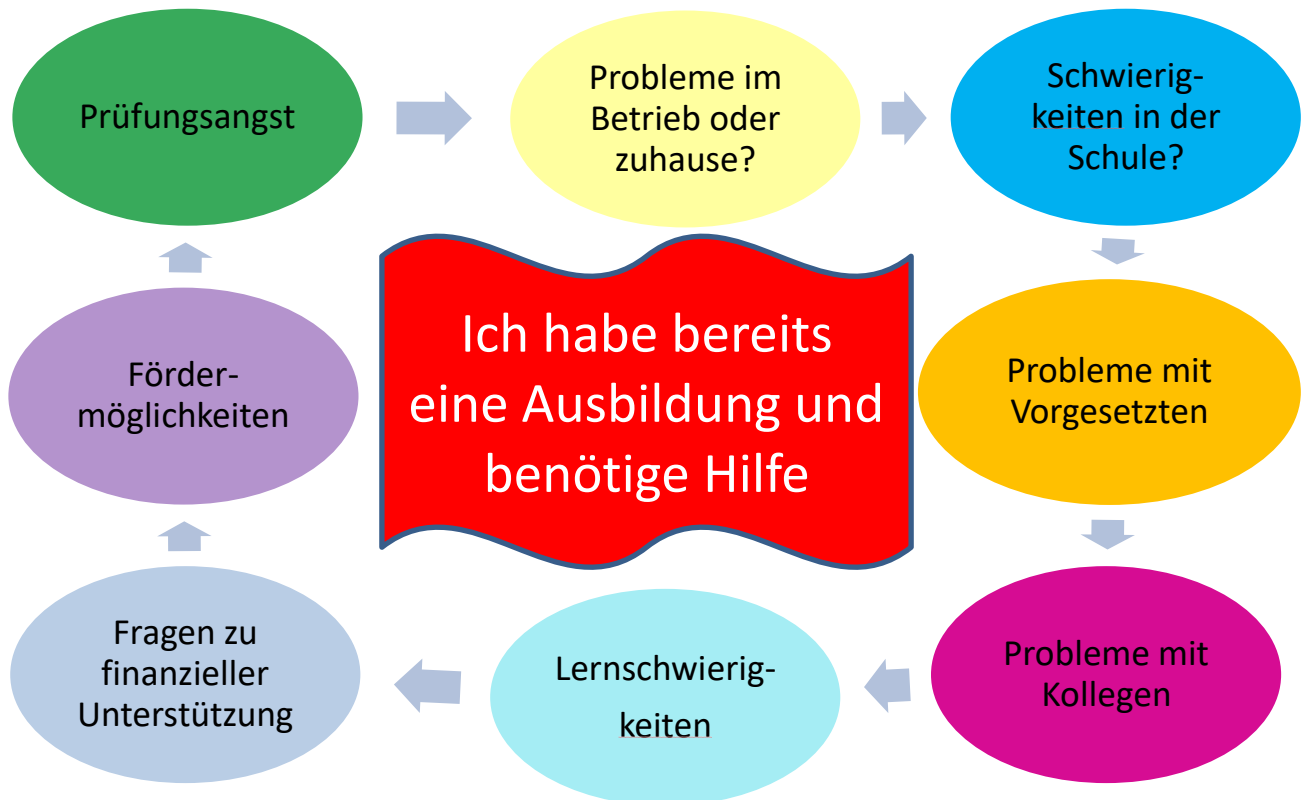 Prüfungsangst
Probleme im
Betrieb oder
zuhause?
Schwierig-
keiten in der
Schule?
Probleme mit
Vorgesetzten
Probleme mit
Kollegen
Lernschwierig-
keiten
Fragen zu
finanzieller
Unterstützung
Förder-
möglichkeiten
Ich habe bereits
eine Ausbildung und
benötige Hilfe